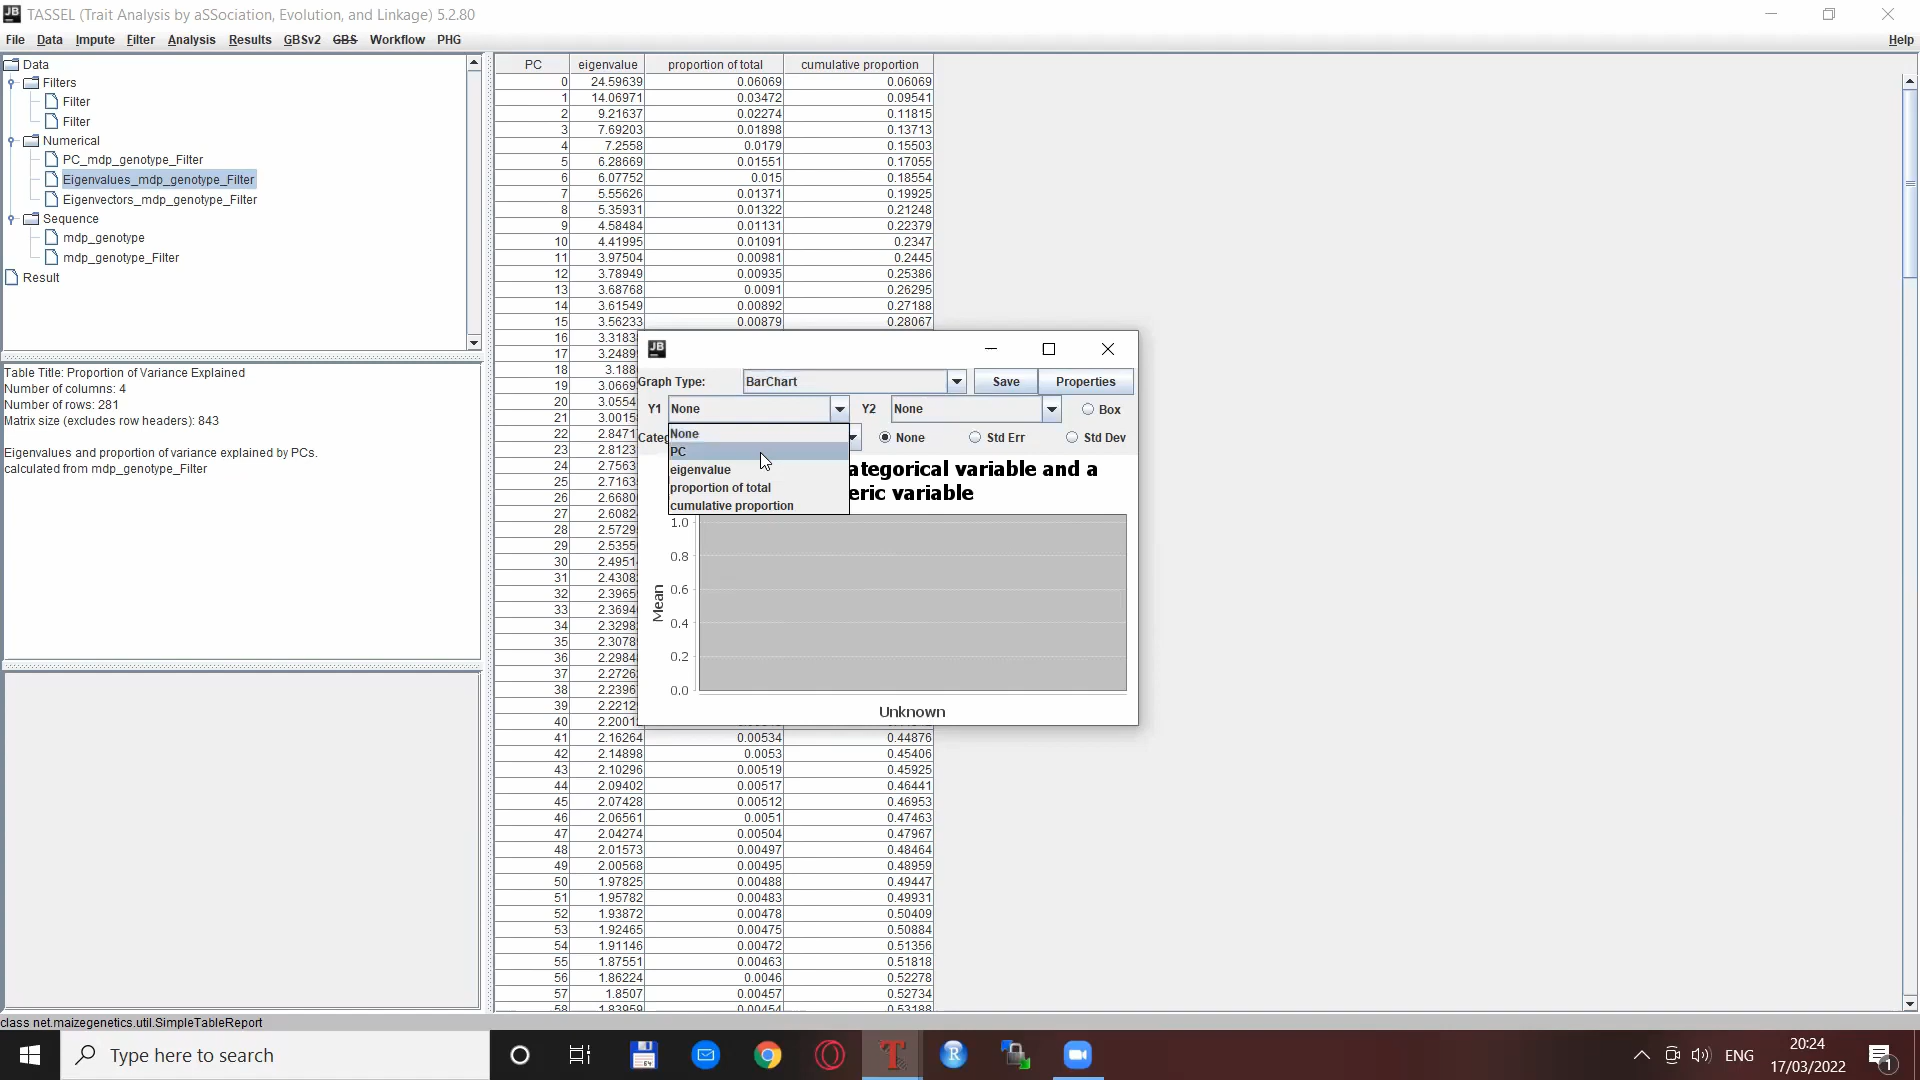 TASSEL (Trait Analysis by aSSociation, Evolution, and Linkage) 5.2.80
File Data Impute Filter Analysis Results GBSv2 GBS Workflow PHG Help
Data
Filters
Filter
Filter
Numerical
PC_mdp_genotype_Filter
Eigenvalues_mdp_genotype_Filter
Eigenvectors_mdp_genotype_Filter
Sequence
mdp_genotype
mdp_genotype_Filter
Result
Table Title: Proportion of Variance Explained
Number of columns: 4
Number of rows: 281
Matrix size (excludes row headers): 843
Eigenvalues and proportion of variance explained by PCs.
calculated from mdp_genotype_Filter
PC eigenvalue proportion of total cumulative proportion
0 24.59639 0.06069 0.06069
1 14.06971 0.03472 0.09541
2 9.21637 0.02274 0.11815
3 7.69203 0.01898 0.13713
4 7.2558 0.0179 0.15503
5 6.28669 0.01551 0.17055
6 6.07752 0.015 0.18554
7 5.55626 0.01371 0.19925
8 5.35931 0.01322 0.21248
9 4.58484 0.01131 0.22379
10 4.41995 0.01091 0.2347
11 3.97504 0.00981 0.2445
12 3.78949 0.00935 0.25386
13 3.68768 0.0091 0.26295
14 3.61549 0.00892 0.27188
15 3.56233 0.00879 0.28067
16 3.3183
17 3.2489
18 3.188
19 3.0669
20 3.0554
21 3.0015
22 2.8471
23 2.8123
24 2.7563
25 2.7163
26 2.6680
27 2.6082
28 2.5729
29 2.5355
30 2.4951
31 2.4308
32 2.3965
33 2.3694
34 2.3298
35 2.3078
36 2.2984
37 2.2726
38 2.2396
39 2.2212
40 2.2001
41 2.16264 0.00534 0.44876
42 2.14898 0.0053 0.45406
43 2.10296 0.00519 0.45925
44 2.09402 0.00517 0.46441
45 2.07428 0.00512 0.46953
46 2.06561 0.0051 0.47463
47 2.04274 0.00504 0.47967
48 2.01573 0.00497 0.48464
49 2.00568 0.00495 0.48959
50 1.97825 0.00488 0.49447
51 1.95782 0.00483 0.49931
52 1.93872 0.00478 0.50409
53 1.92465 0.00475 0.50884
54 1.91146 0.00472 0.51356
55 1.87551 0.00463 0.51818
56 1.86224 0.0046 0.52278
57 1.8507 0.00457 0.52734
58 1.83959 0.00454 0.53188
JB
Graph Type: BarChart Save Properties
Y1 None Y2 None Box
Categ None Std Err Std Dev
None
PC
eigenvalue
proportion of total
cumulative proportion
ategorical variable and a
eric variable
1.0
0.8
0.6
0.4
0.2
0.0
Mean
Unknown
class net.maizegenetics.util.SimpleTableReport
Type here to search
ENG
20:24
17/03/2022
1